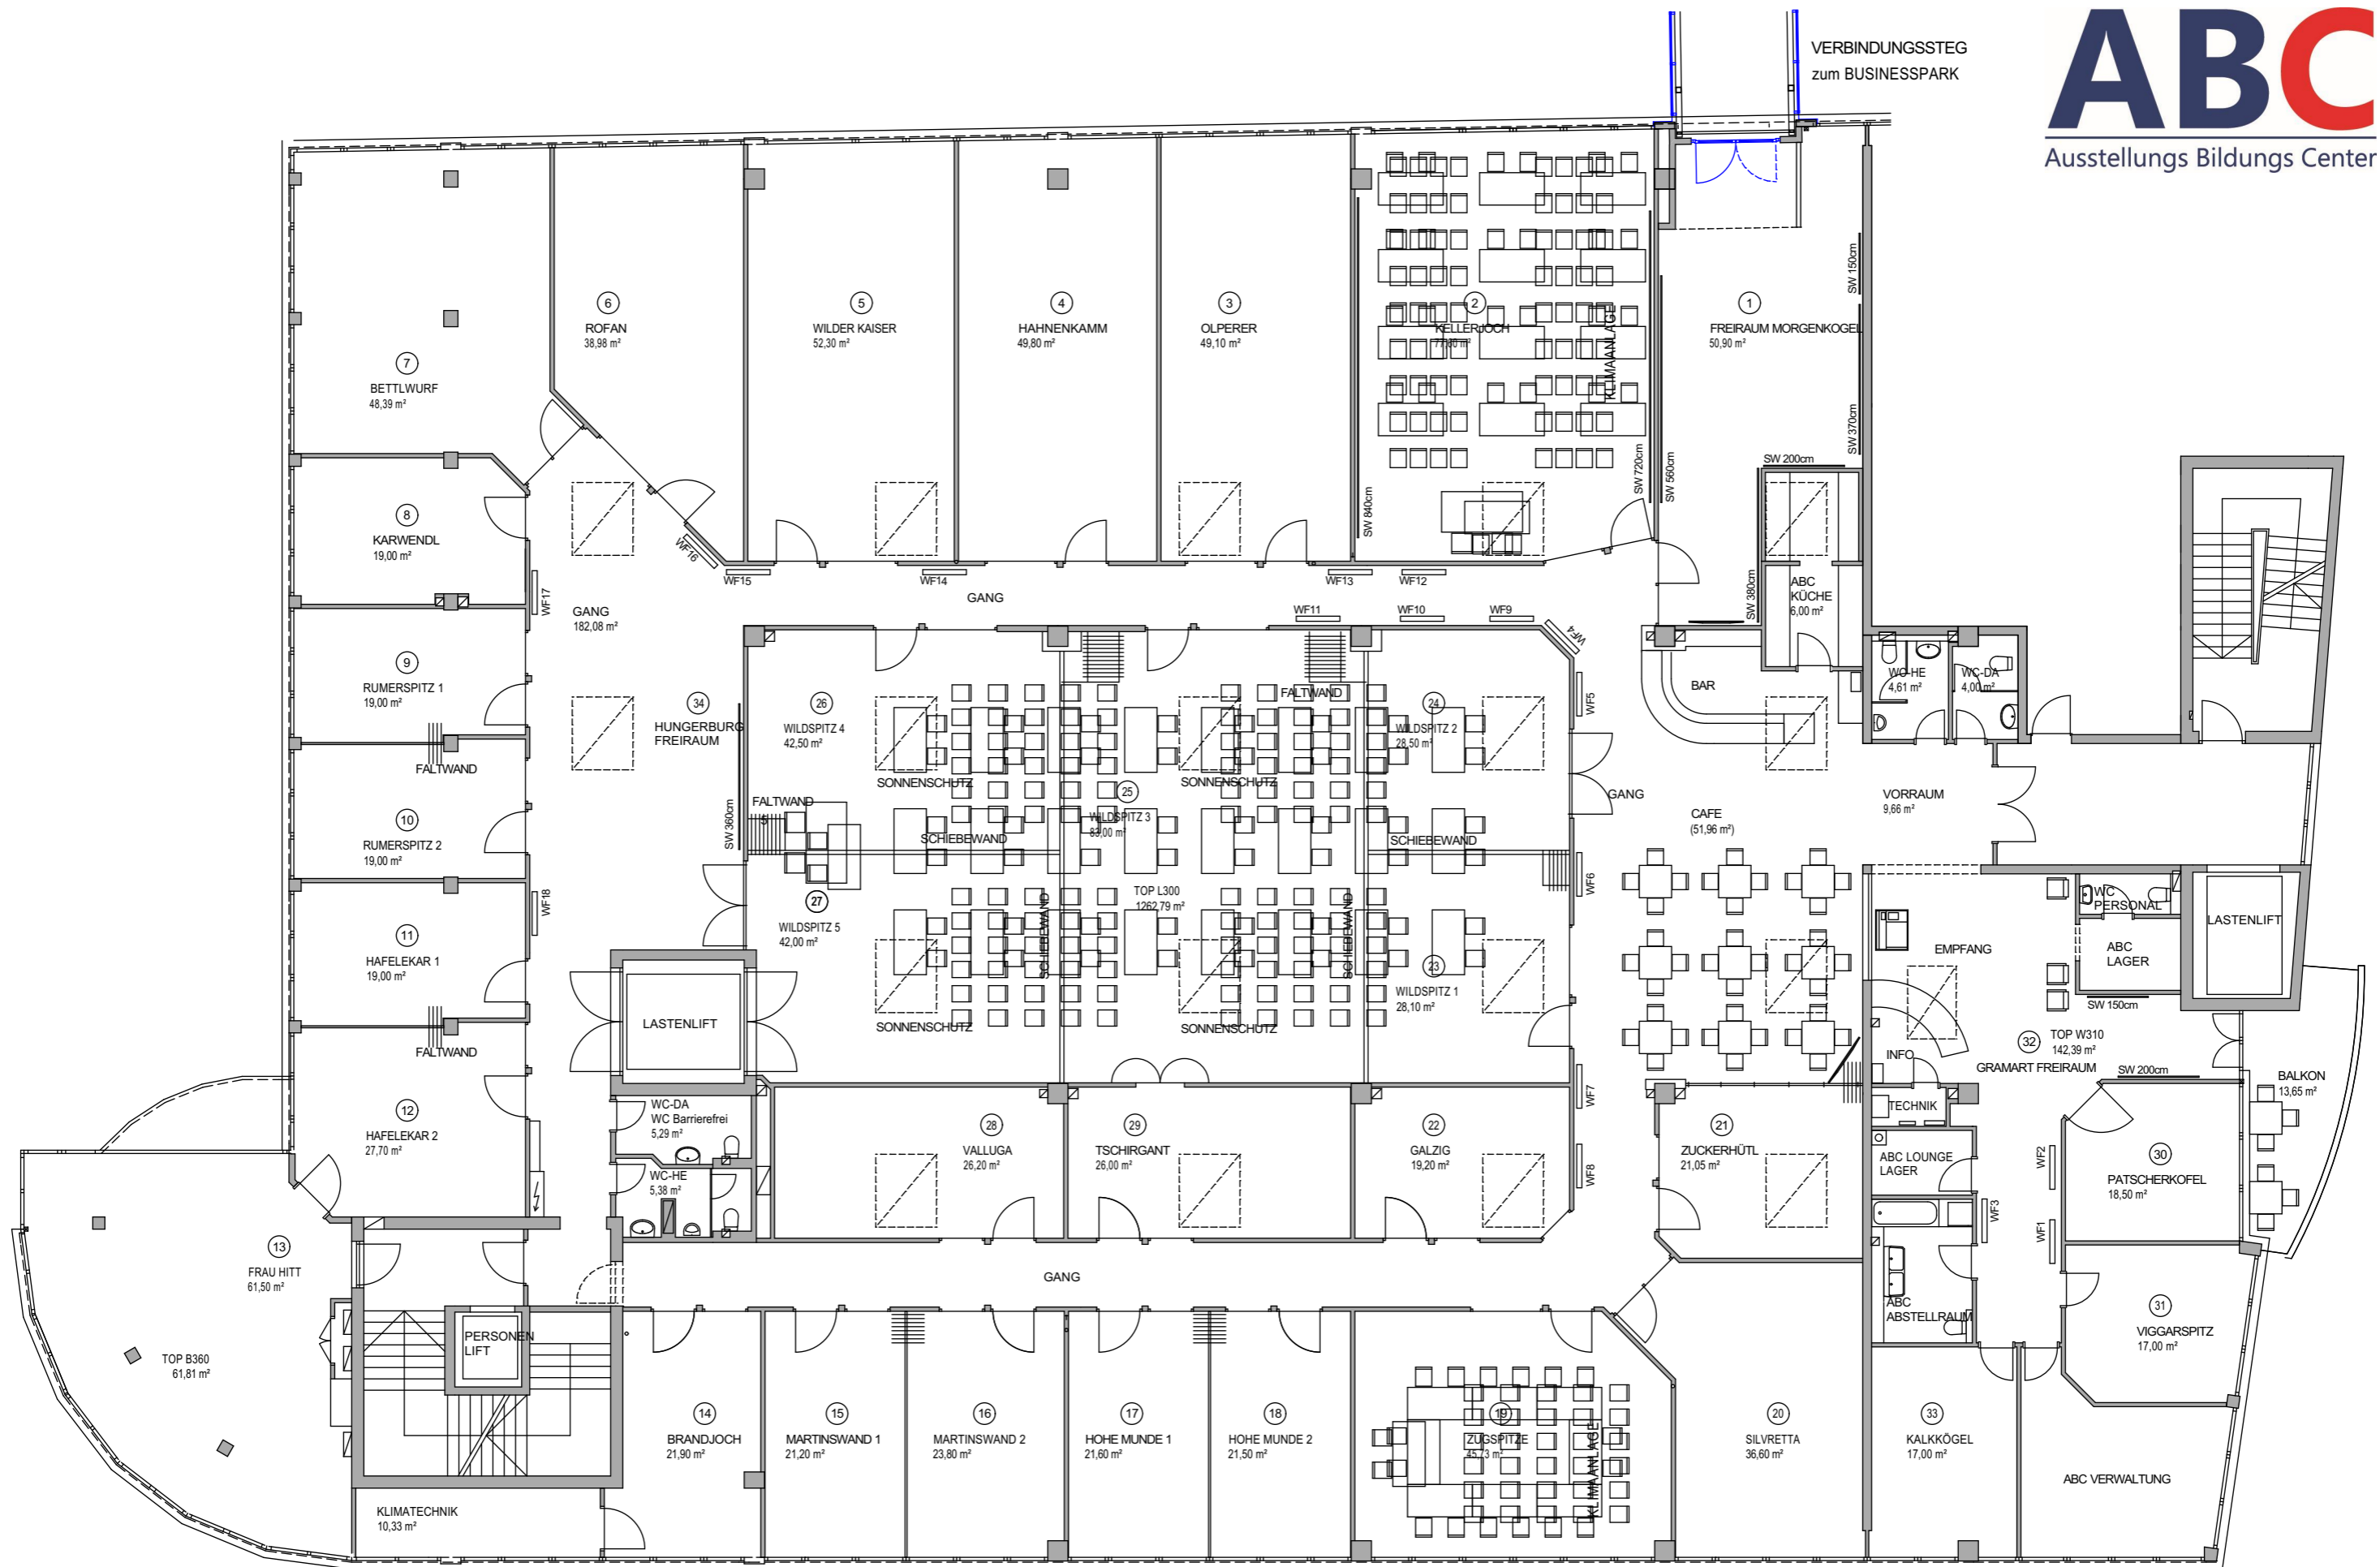 VERBINDUNGSSTEG
zum BUSINESSPARK
ABC
Ausstellungs Bildungs Center
6
ROFAN
38,98 m²
5
WILDER KAISER
52,30 m²
4
HAHNENKAMM
49,80 m²
3
OLPERER
49,10 m²
2
KELLERJOCH
KLIMAANLAGE
1
FREIRAUM MORGENKOGEL
50,90 m²
SW 150cm
SW 370cm
SW 200cm
SW 720cm
SW 560cm
SW 840cm
SW 380cm
7
BETTLWURF
48,39 m²
8
KARWENDL
19,00 m²
WF16
WF15
WF14
WF13
WF12
WF17
GANG
182,08 m²
GANG
WF11
WF10
WF9
WF4
ABC
KÜCHE
6,00 m²
9
RUMERSPITZ 1
19,00 m²
FALTWAND
34
HUNGERBURG
FREIRAUM
26
WILDSPITZ 4
42,50 m²
SONNENSCHUTZ
FALTWAND
SONNENSCHUTZ
24
WILDSPITZ 2
28,50 m²
WF5
BAR
WC-HE
4,61 m²
WC-DA
4,00 m²
10
RUMERSPITZ 2
19,00 m²
SW 360cm
FALTWAND
5
SCHIEBEWAND
25
WILDSPITZ 3
83,00 m²
SCHIEBEWAND
GANG
CAFE
(51,96 m²)
VORRAUM
9,66 m²
WF18
11
HAFELEKAR 1
19,00 m²
FALTWAND
27
WILDSPITZ 5
42,00 m²
SONNENSCHUTZ
SCHIEBEWAND
TOP L300
1262,79 m²
SONNENSCHUTZ
SCHIEBEWAND
23
WILDSPITZ 1
28,10 m²
WF6
WC
PERSONAL
LASTENLIFT
ABC
LAGER
EMPFANG
SW 150cm
LASTENLIFT
32
TOP W310
142,39 m²
GRAMART FREIRAUM
INFO
SW 200cm
BALKON
13,65 m²
12
HAFELEKAR 2
27,70 m²
WC-DA
WC Barrierefrei
5,29 m²
WC-HE
5,38 m²
28
VALLUGA
26,20 m²
29
TSCHIRGANT
26,00 m²
22
GALZIG
19,20 m²
WF7
WF8
21
ZUCKERHÜTL
21,05 m²
TECHNIK
ABC LOUNGE
LAGER
WF2
WF3
WF1
30
PATSCHERKOFEL
18,50 m²
13
FRAU HITT
61,50 m²
GANG
ABC
ABSTELLRAUM
31
VIGGARSPITZ
17,00 m²
PERSONEN
LIFT
TOP B360
61,81 m²
14
BRANDJOCH
21,90 m²
15
MARTINSWAND 1
21,20 m²
16
MARTINSWAND 2
23,80 m²
17
HOHE MUNDE 1
21,60 m²
18
HOHE MUNDE 2
21,50 m²
19
ZUGSPITZE
45,73 m²
KLIMAANLAGE
20
SILVRETTA
36,60 m²
33
KALKKÖGEL
17,00 m²
ABC VERWALTUNG
KLIMATECHNIK
10,33 m²